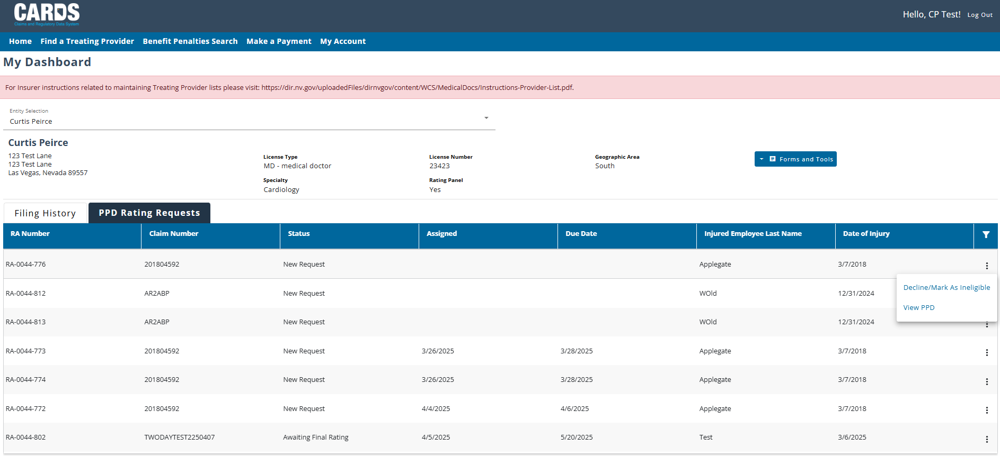 CARDS
Claims and Regulatory Data System
Hello, CP Test! Log Out
Home Find a Treating Provider Benefit Penalties Search Make a Payment My Account
My Dashboard
For Insurer instructions related to maintaining Treating Provider lists please visit: https://dir.nv.gov/uploadedFiles/dirnvgov/content/WCS/MedicalDocs/Instructions-Provider-List.pdf.
Entity Selection
Curtis Peirce
Curtis Peirce
123 Test Lane
123 Test Lane
Las Vegas, Nevada 89557
License Type
MD - medical doctor
License Number
23423
Geographic Area
South
Specialty
Cardiology
Rating Panel
Yes
Forms and Tools
Filing History PPD Rating Requests
RA Number Claim Number Status Assigned Due Date Injured Employee Last Name Date of Injury
RA-0044-776 201804592 New Request Applegate 3/7/2018
Decline/Mark As Ineligible
View PPD
RA-0044-812 AR2ABP New Request WOld 12/31/2024
RA-0044-813 AR2ABP New Request WOld 12/31/2024
RA-0044-773 201804592 New Request 3/26/2025 3/28/2025 Applegate 3/7/2018
RA-0044-774 201804592 New Request 3/26/2025 3/28/2025 Applegate 3/7/2018
RA-0044-772 201804592 New Request 4/4/2025 4/6/2025 Applegate 3/7/2018
RA-0044-802 TWODAYTEST2250407 Awaiting Final Rating 4/5/2025 5/20/2025 Test 3/6/2025